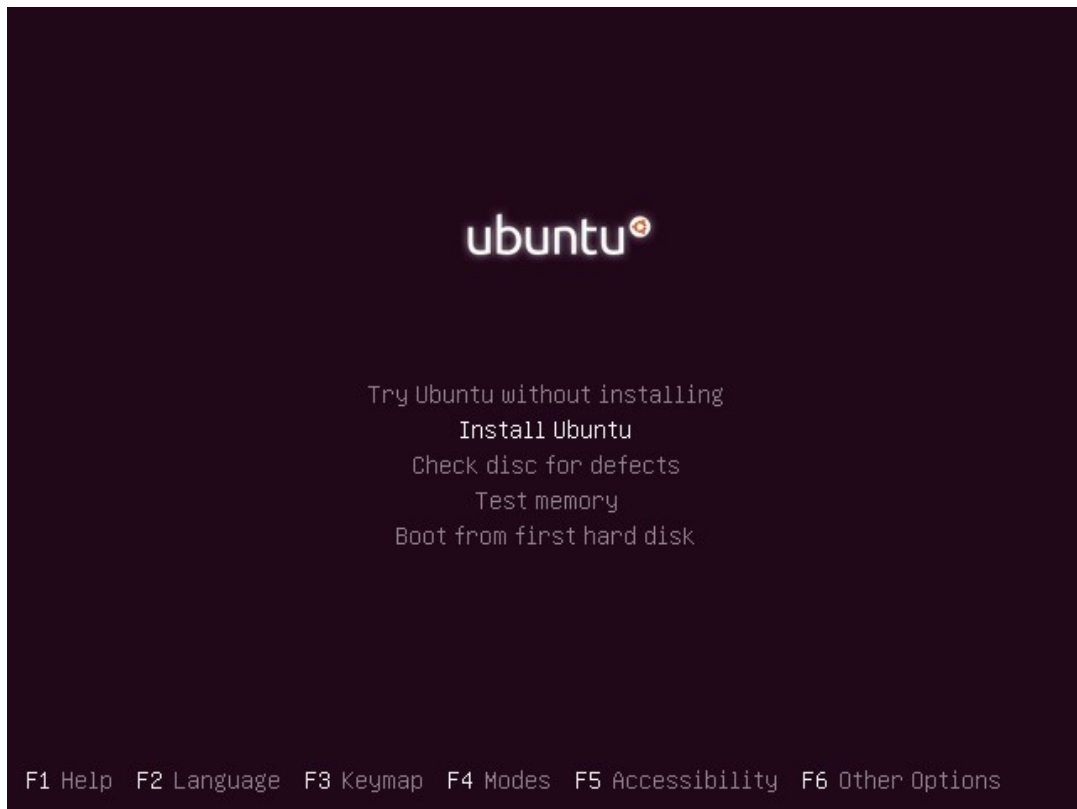 ubuntu
Try Ubuntu without installing
Install Ubuntu
Check disc for defects
Test memory
Boot from first hard disk
F1 Help F2 Language F3 Keymap F4 Modes F5 Accessibility F6 Other Options